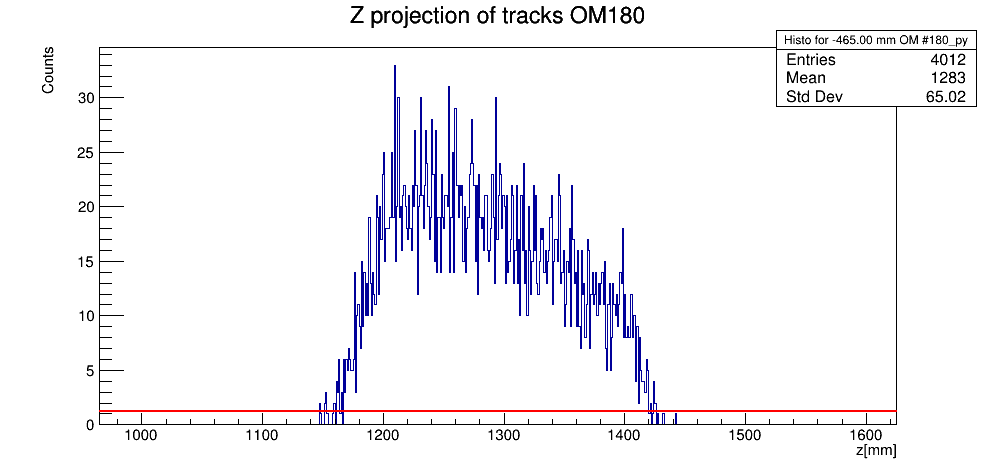 Z projection of tracks OM180
Histo for -465.00 mm OM #180_py
Entries 4012
Mean 1283
Std Dev 65.02
Counts
30
25
20
15
10
5
0
1000 1100 1200 1300 1400 1500 1600
z[mm]